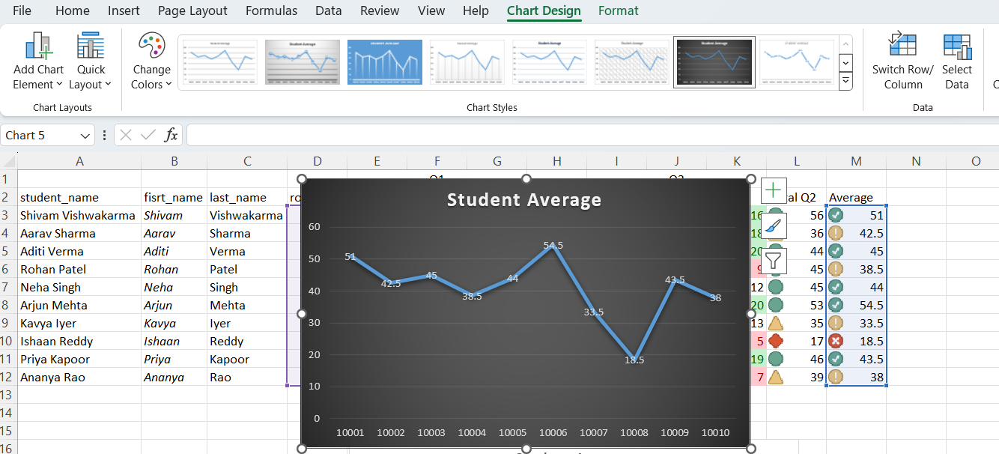 File Home Insert Page Layout Formulas Data Review View Help Chart Design Format
Add Chart Element Quick Layout Change Colors Switch Row/ Column Select Data
Chart Layouts Chart Styles Data
Chart 5 fx
A B C D E F G H I J K L M N O
1
2 student_name fisrt_name last_name ro al Q2 Average
3 Shivam Vishwakarma Shivam Vishwakarma 16 56 51
4 Aarav Sharma Aarav Sharma 18 36 42.5
5 Aditi Verma Aditi Verma 20 44 45
6 Rohan Patel Rohan Patel 9 45 38.5
7 Neha Singh Neha Singh 12 45 44
8 Arjun Mehta Arjun Mehta 20 53 54.5
9 Kavya Iyer Kavya Iyer 13 35 33.5
10 Ishaan Reddy Ishaan Reddy 5 17 18.5
11 Priya Kapoor Priya Kapoor 19 46 43.5
12 Ananya Rao Ananya Rao 7 39 38
13
14
15
16
Student Average
60
50
40
30
20
10
0
51 42.5 45 38.5 44 54.5 33.5 18.5 43.5 38
10001 10002 10003 10004 10005 10006 10007 10008 10009 10010